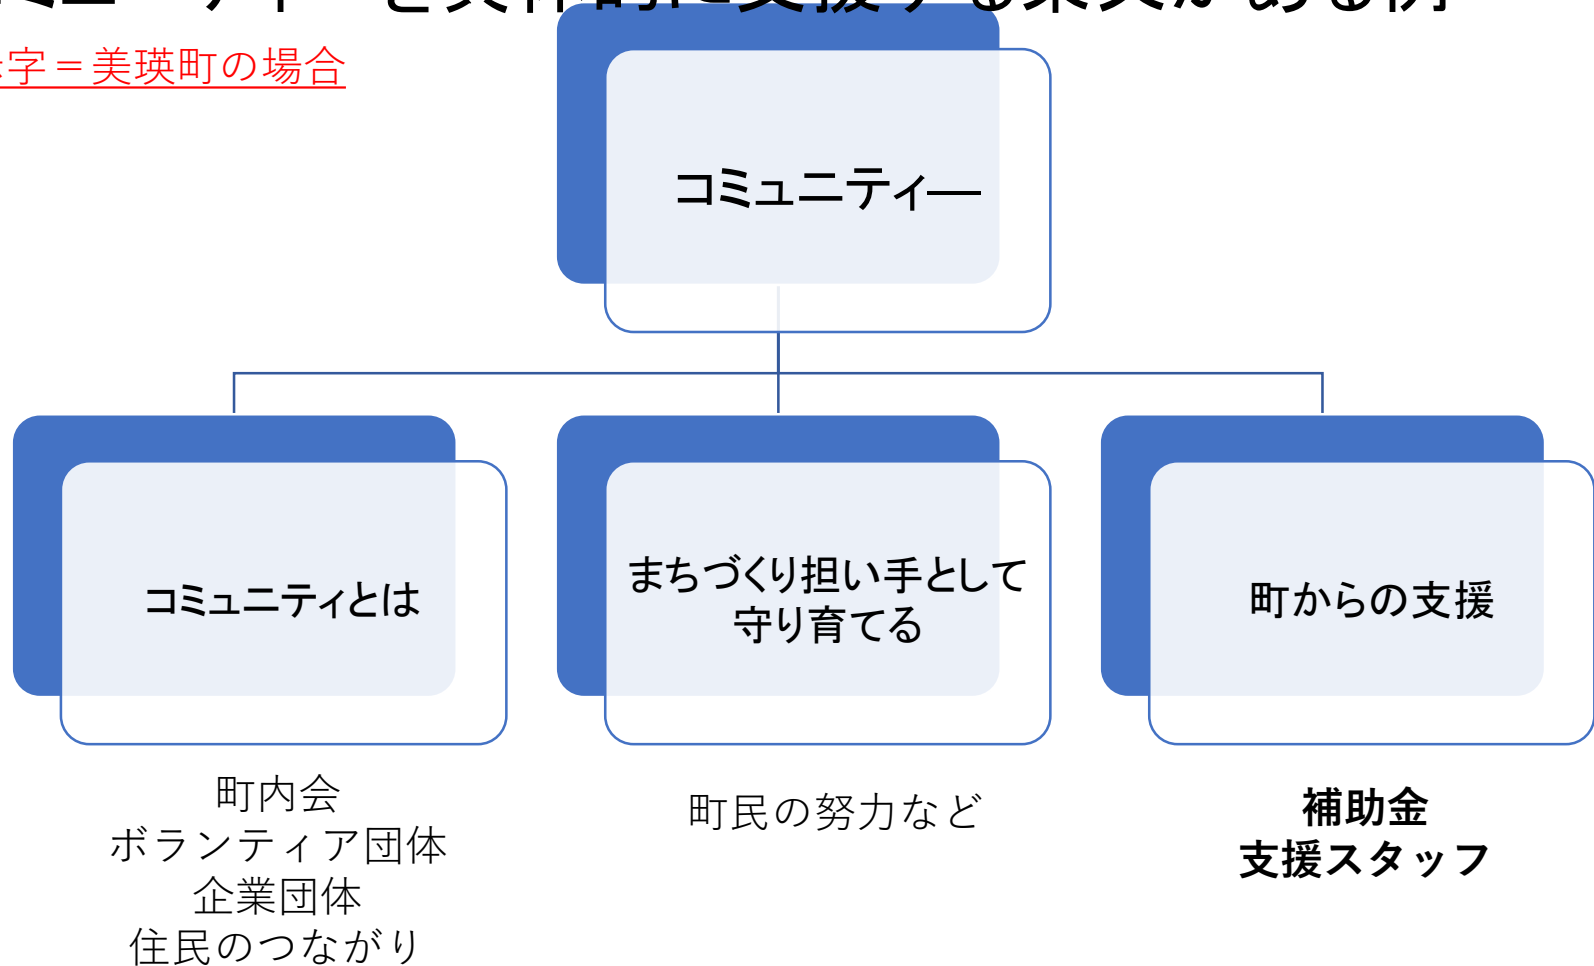 字＝美瑛町の場合
コミュニティ―
コミュニティとは
まちづくり担い手として
守り育てる
町からの支援
町内会
ボランティア団体
企業団体
住民のつながり
町民の努力など
補助金
支援スタッフ